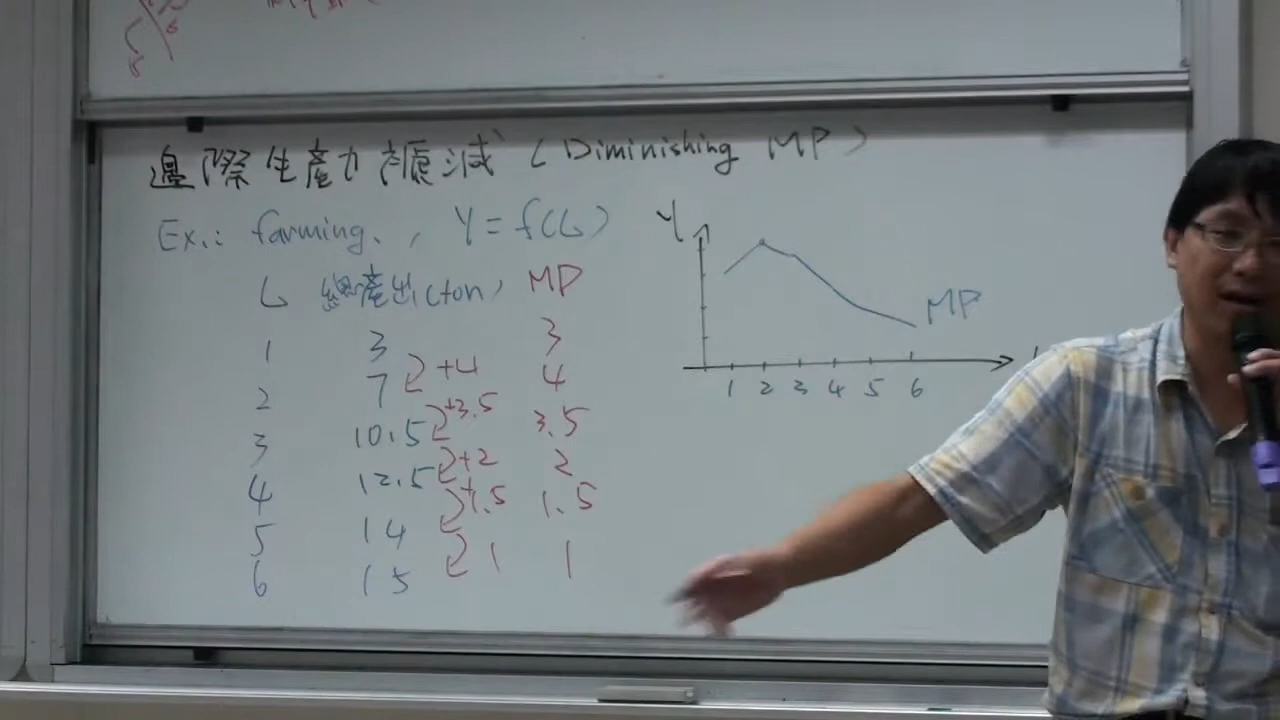 邊際生產力遞減 (Diminishing MP)
Ex.: farming, , Y = f(L)
L 總產出(ton) MP
1 3 3
2 7 +4 4
3 10.5 +3.5 3.5
4 12.5 +2 2
5 14 +1.5 1.5
6 15 1 1
Y
MP
1 2 3 4 5 6